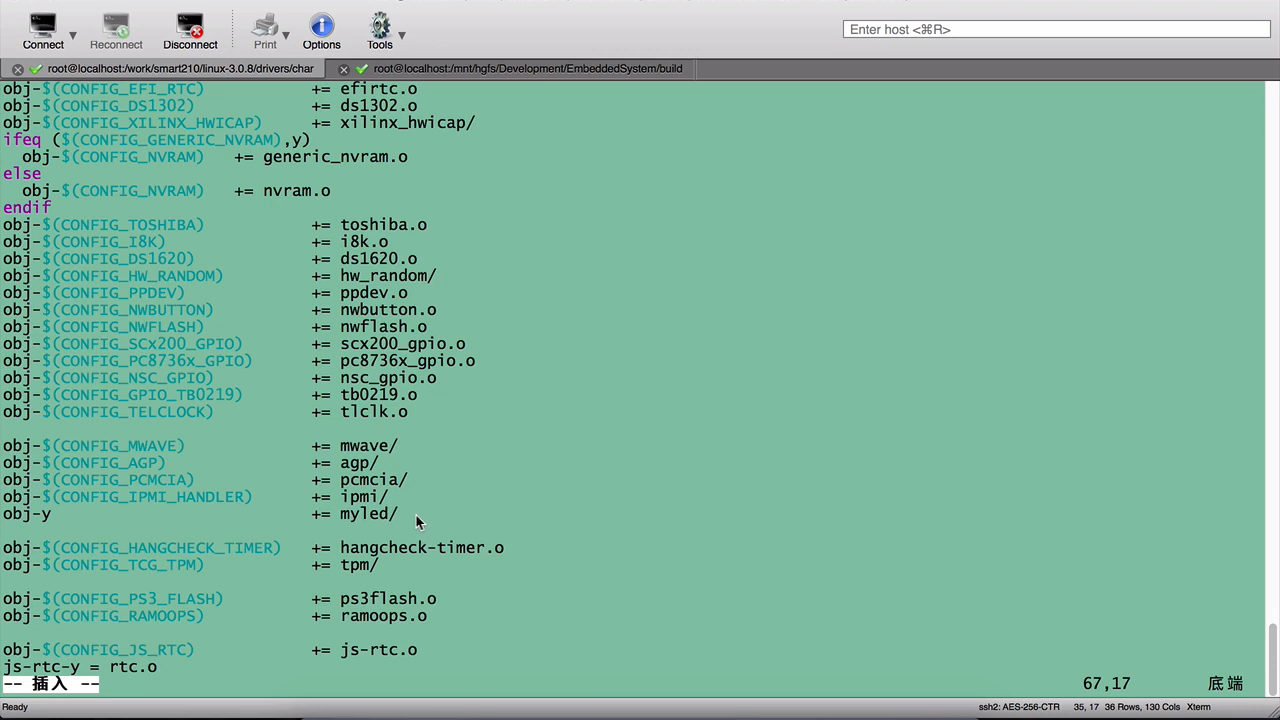 Connect
Reconnect
Disconnect
Print
Options
Tools
Enter host <⌘R>
root@localhost:/work/smart210/linux-3.0.8/drivers/char
root@localhost:/mnt/hgfs/Development/EmbeddedSystem/build
obj-$(CONFIG_EFI_RTC) += efirtc.o
obj-$(CONFIG_DS1302) += ds1302.o
obj-$(CONFIG_XILINX_HWICAP) += xilinx_hwicap/
ifeq ($(CONFIG_GENERIC_NVRAM),y)
obj-$(CONFIG_NVRAM) += generic_nvram.o
else
obj-$(CONFIG_NVRAM) += nvram.o
endif
obj-$(CONFIG_TOSHIBA) += toshiba.o
obj-$(CONFIG_I8K) += i8k.o
obj-$(CONFIG_DS1620) += ds1620.o
obj-$(CONFIG_HW_RANDOM) += hw_random/
obj-$(CONFIG_PPDEV) += ppdev.o
obj-$(CONFIG_NWBUTTON) += nwbutton.o
obj-$(CONFIG_NWFLASH) += nwflash.o
obj-$(CONFIG_SCx200_GPIO) += scx200_gpio.o
obj-$(CONFIG_PC8736x_GPIO) += pc8736x_gpio.o
obj-$(CONFIG_NSC_GPIO) += nsc_gpio.o
obj-$(CONFIG_GPIO_TB0219) += tb0219.o
obj-$(CONFIG_TELCLOCK) += tlclk.o
obj-$(CONFIG_MWAVE) += mwave/
obj-$(CONFIG_AGP) += agp/
obj-$(CONFIG_PCMCIA) += pcmcia/
obj-$(CONFIG_IPMI_HANDLER) += ipmi/
obj-y += myled/
obj-$(CONFIG_HANGCHECK_TIMER) += hangcheck-timer.o
obj-$(CONFIG_TCG_TPM) += tpm/
obj-$(CONFIG_PS3_FLASH) += ps3flash.o
obj-$(CONFIG_RAMOOPS) += ramoops.o
obj-$(CONFIG_JS_RTC) += js-rtc.o
js-rtc-y = rtc.o
-- 插入 -- 67,17 底端
Ready ssh2: AES-256-CTR 35, 17 36 Rows, 130 Cols Xterm